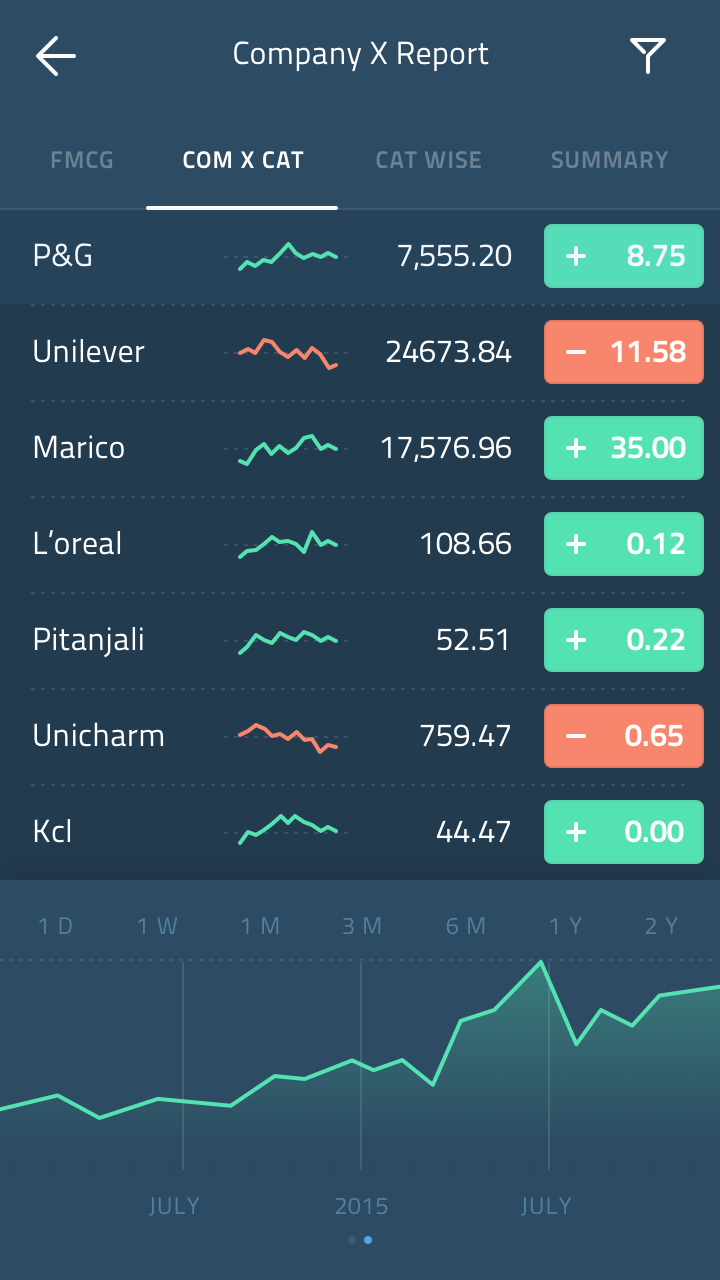 Company X Report
FMCG COM X CAT CAT WISE SUMMARY
P&G 7,555.20 + 8.75
Unilever 24673.84 − 11.58
Marico 17,576.96 + 35.00
L'oreal 108.66 + 0.12
Pitanjali 52.51 + 0.22
Unicharm 759.47 − 0.65
Kcl 44.47 + 0.00
1 D 1 W 1 M 3 M 6 M 1 Y 2 Y
JULY 2015 JULY